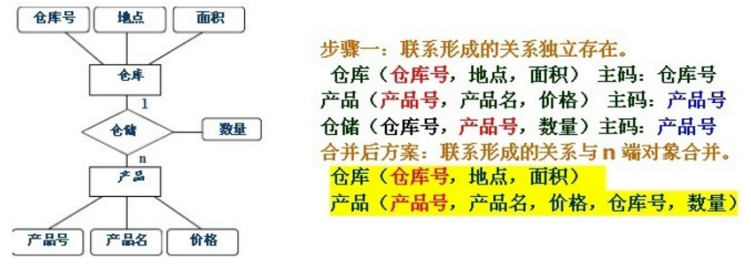 仓库号 地点 面积
仓库
1
仓储 数量
n
产品
产品号 产品名 价格
步骤一：联系形成的关系独立存在。
仓库（仓库号，地点，面积） 主码：仓库号
产品（产品号，产品名，价格） 主码：产品号
仓储（仓库号，产品号，数量）主码：产品号
合并后方案：联系形成的关系与n端对象合并。
仓库（仓库号，地点，面积）
产品（产品号，产品名，价格，仓库号，数量）